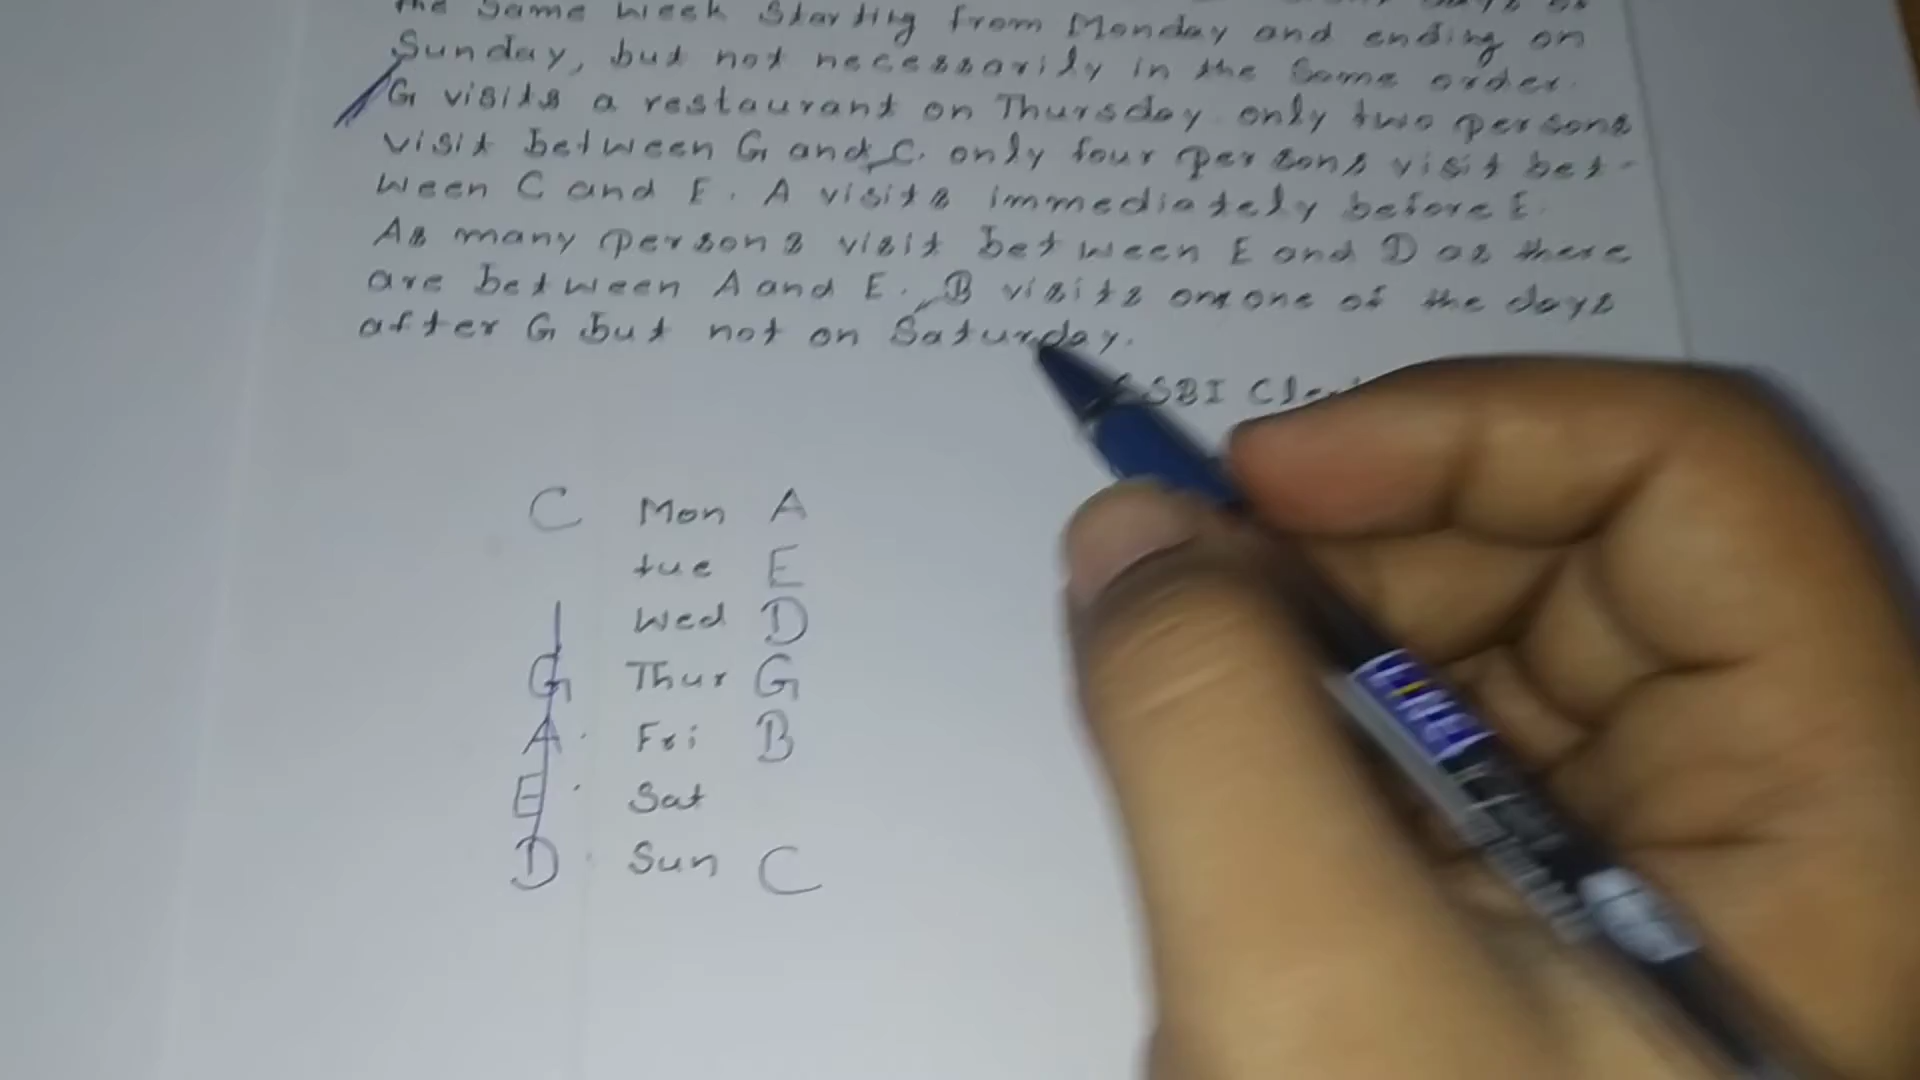 the same week starting from Monday and ending on
Sunday, but not necessarily in the same order.
G visits a restaurant on Thursday. only two persons
visit between G and C. only four persons visit bet-
ween C and E. A visits immediately before E.
As many persons visit between E and D as there
are between A and E. B visits on one of the days
after G but not on Saturday.
SBI
C Mon A
tue E
Wed D
G Thur G
A Fri B
E Sat
D Sun C